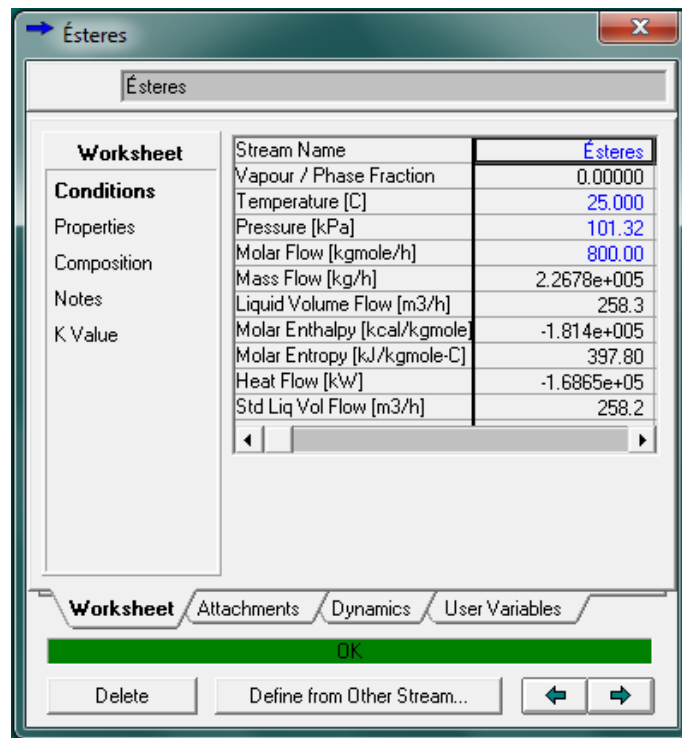 Ésteres
Ésteres
Worksheet
Conditions
Properties
Composition
Notes
K Value
Stream Name Ésteres
Vapour / Phase Fraction 0.00000
Temperature [C] 25.000
Pressure [kPa] 101.32
Molar Flow [kgmole/h] 800.00
Mass Flow [kg/h] 2.2678e+005
Liquid Volume Flow [m3/h] 258.3
Molar Enthalpy [kcal/kgmole] -1.814e+005
Molar Entropy [kJ/kgmole-C] 397.80
Heat Flow [kW] -1.6865e+05
Std Liq Vol Flow [m3/h] 258.2
Worksheet Attachments Dynamics User Variables
OK
Delete Define from Other Stream...